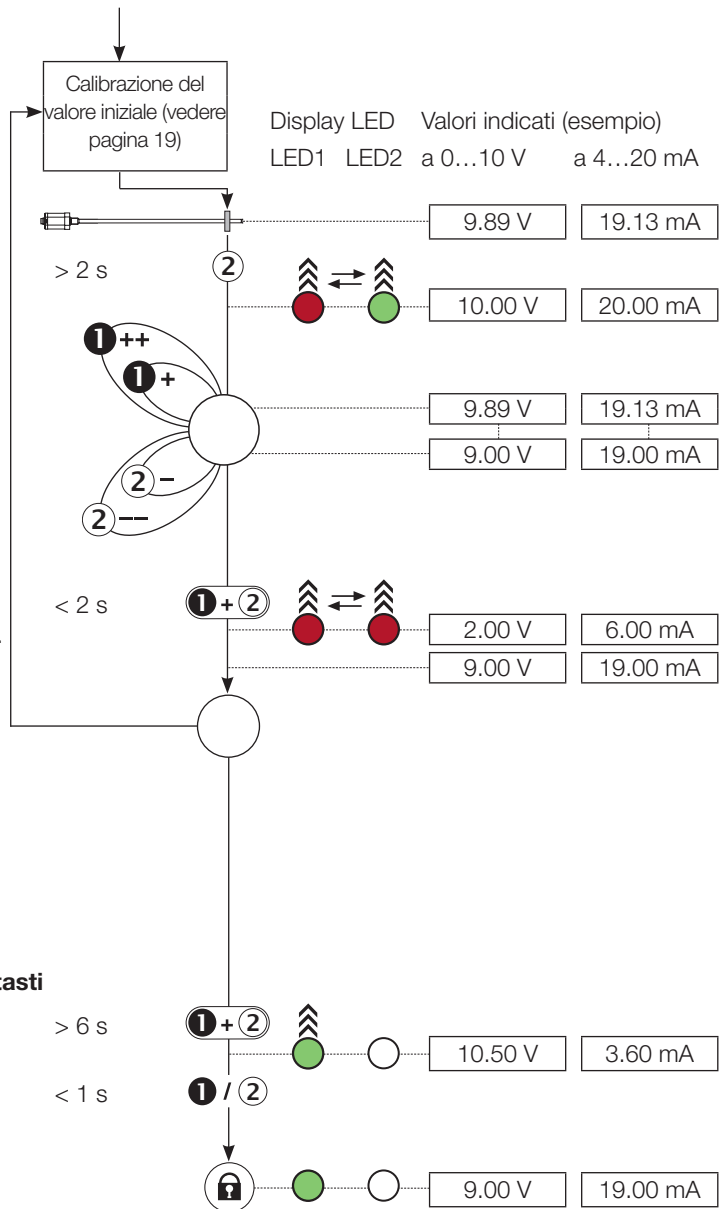 Calibrazione del
valore iniziale (vedere
pagina 19)
Display LED Valori indicati (esempio)
LED1 LED2 a 0…10 V a 4…20 mA
9.89 V 19.13 mA
> 2 s 2
10.00 V 20.00 mA
1 ++
1 +
9.89 V 19.13 mA
9.00 V 19.00 mA
2 -
2 --
< 2 s 1 + 2
2.00 V 6.00 mA
9.00 V 19.00 mA
tasti
> 6 s 1 + 2
10.50 V 3.60 mA
< 1 s 1 / 2
9.00 V 19.00 mA